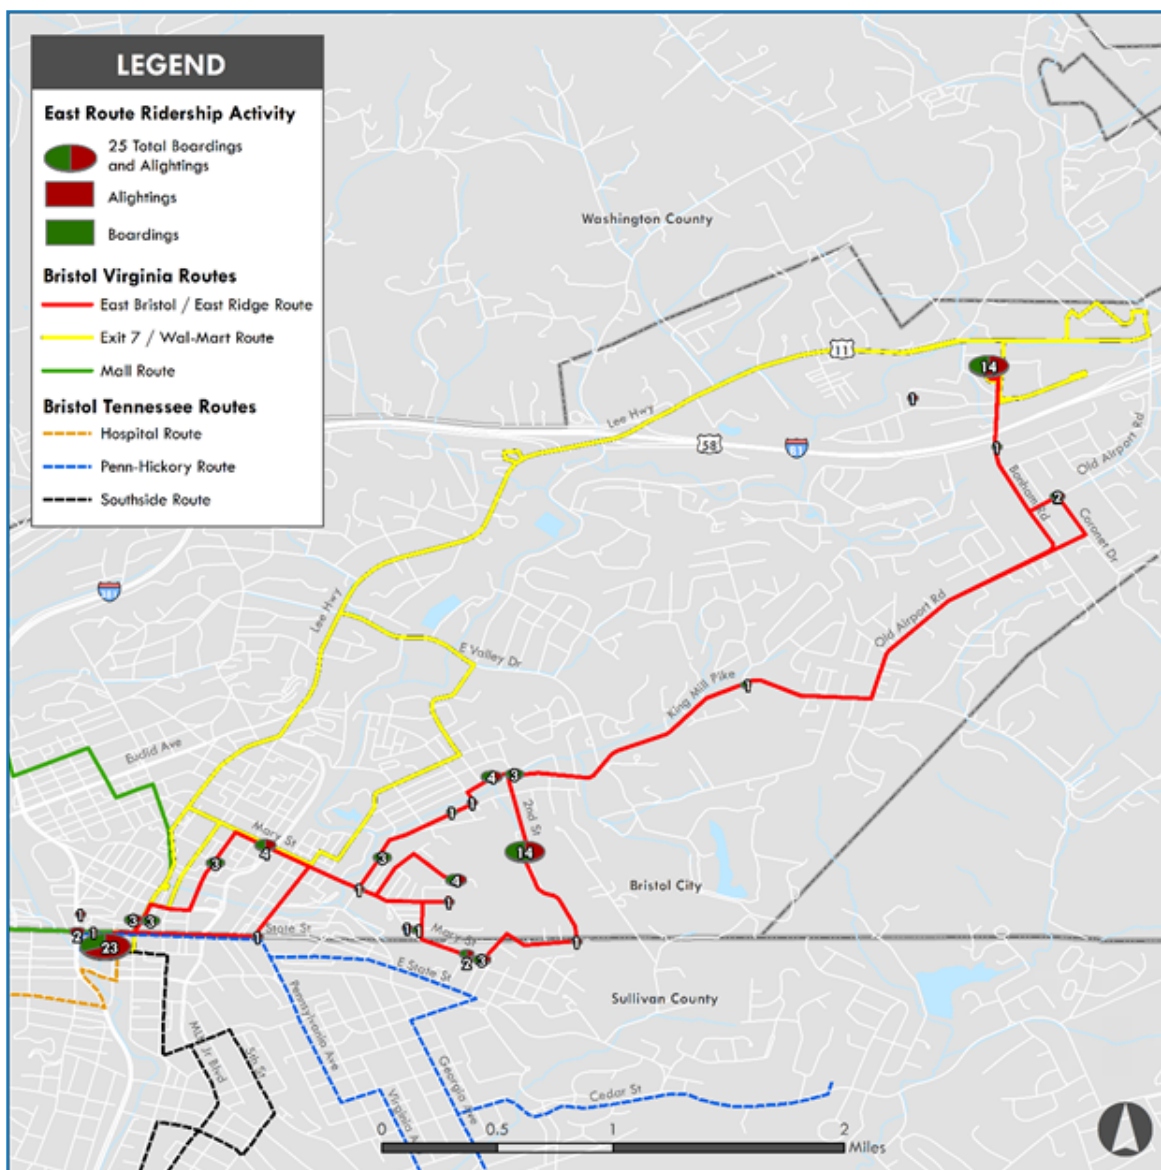 LEGEND
East Route Ridership Activity
25 Total Boardings
and Alightings
Alightings
Boardings
Bristol Virginia Routes
East Bristol / East Ridge Route
Exit 7 / Wal-Mart Route
Mall Route
Bristol Tennessee Routes
Hospital Route
Penn-Hickory Route
Southside Route
Washington County
11
14
1
Lee Hwy
58
81
1
Old Airport Rd
Bonham Rd
2
Coronet Dr
381
Lee Hwy
Old Airport Rd
E Valley Dr
King Mill Pike
1
Euclid Ave
4
3
1
1
2nd St
Mary St
4
14
3
3
4
1
Bristol City
1
1
3
3
2
1
State St
1
1
1
Mary St
1
23
2
3
E State St
Sullivan County
Pennsylvania Ave
MLK Jr Blvd
5th St
Georgia Ave
Cedar St
Virginia A
0
0.5
1
2
Miles